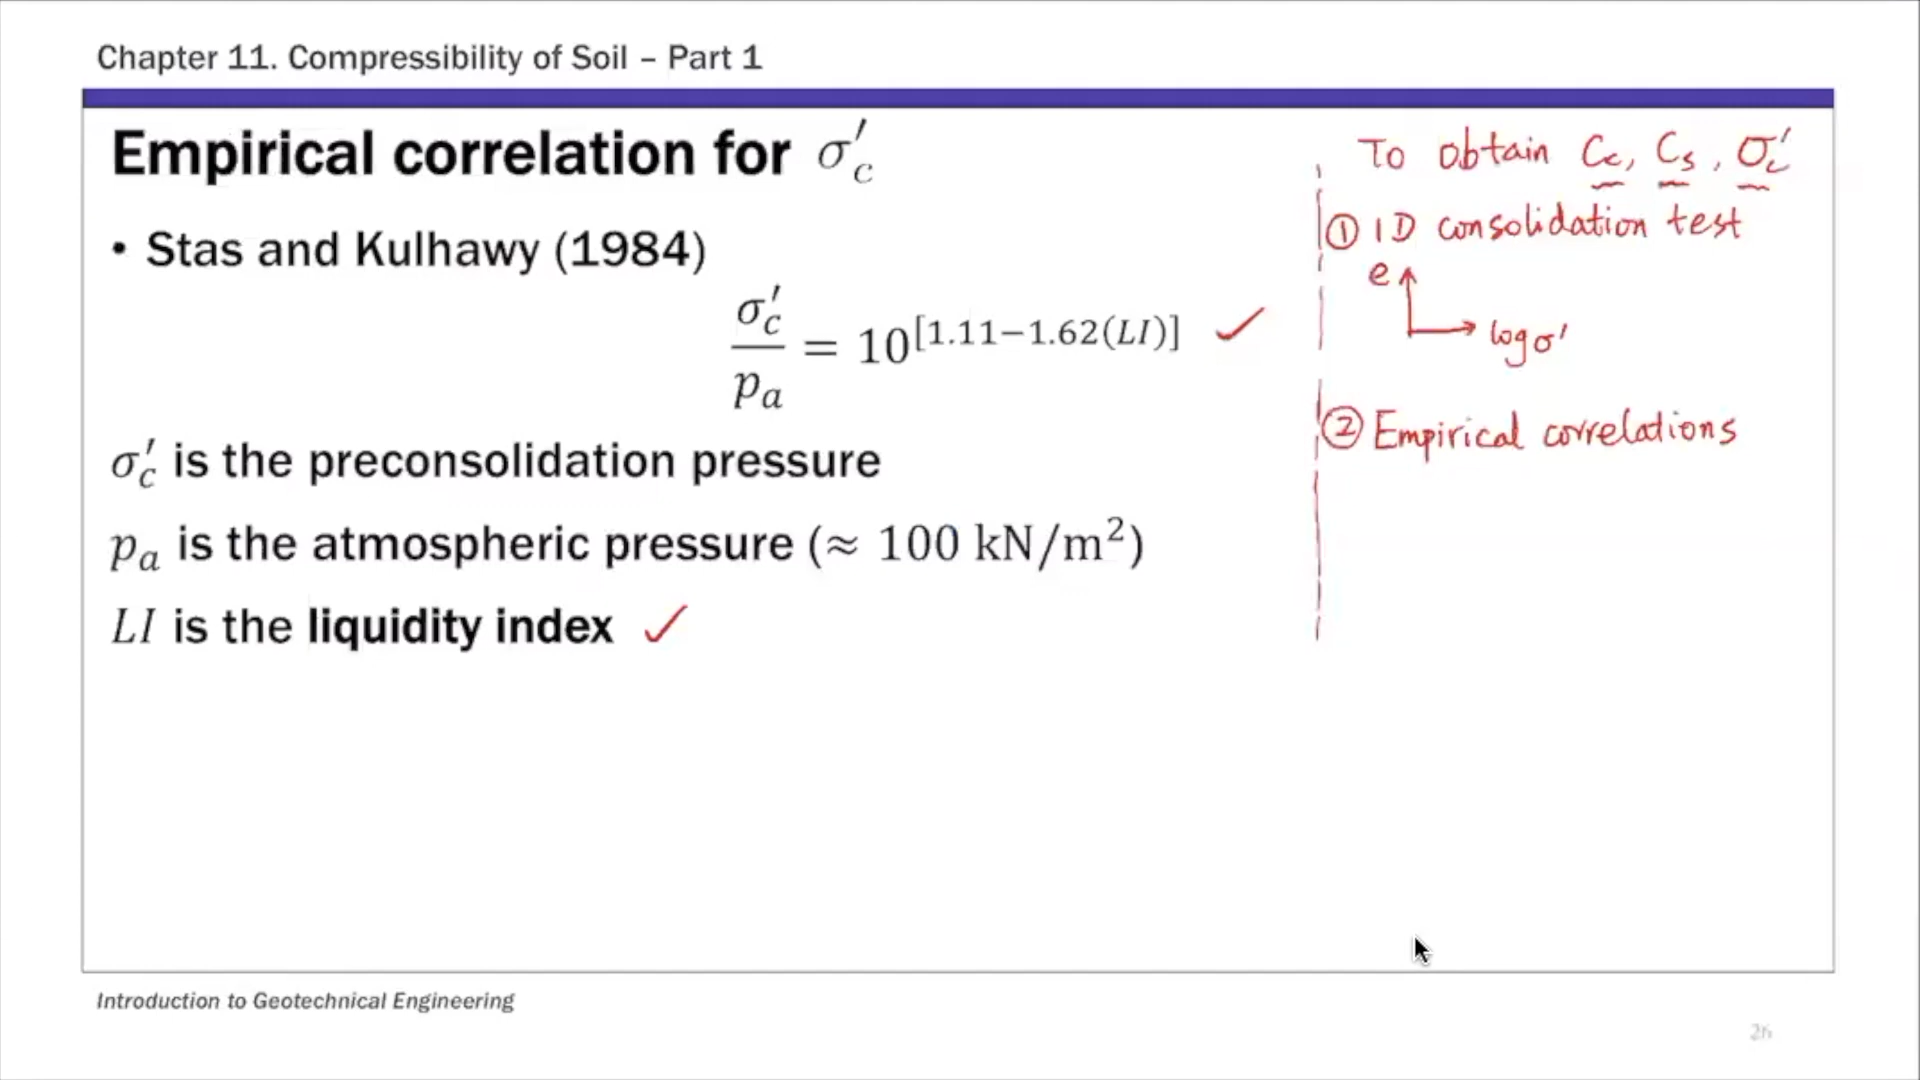 Chapter 11. Compressibility of Soil – Part 1
Empirical correlation for σ′c
• Stas and Kulhawy (1984)
σ′c / pa = 10^[1.11−1.62(LI)] ✓
σ′c is the preconsolidation pressure
pa is the atmospheric pressure (≈ 100 kN/m²)
LI is the liquidity index ✓
To obtain Cc, Cs, σc′
① 1D consolidation test
e
log σ′
② Empirical correlations
Introduction to Geotechnical Engineering
26